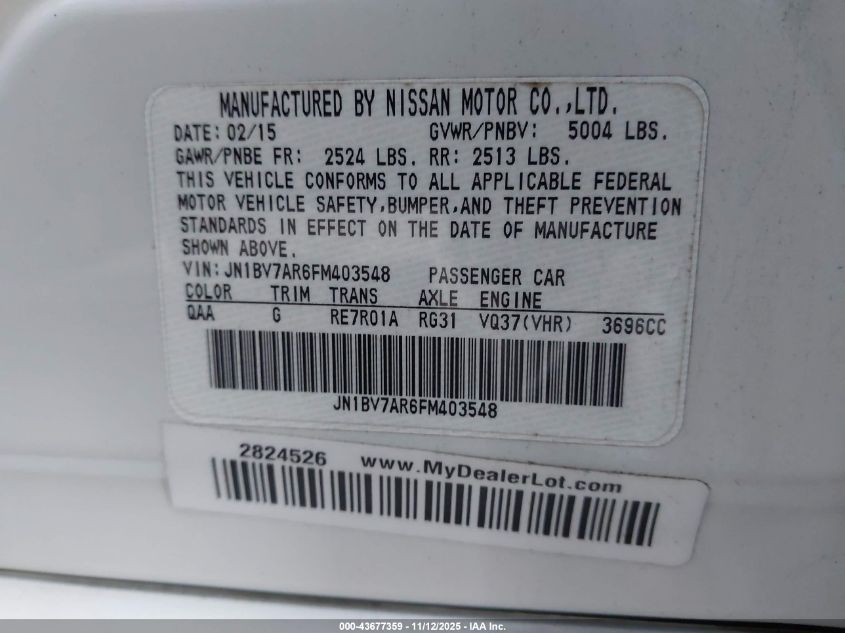 MANUFACTURED BY NISSAN MOTOR CO.,LTD.
DATE: 02/15 GVWR/PNBV: 5004 LBS.
GAWR/PNBE FR: 2524 LBS. RR: 2513 LBS.
THIS VEHICLE CONFORMS TO ALL APPLICABLE FEDERAL
MOTOR VEHICLE SAFETY,BUMPER,AND THEFT PREVENTION
STANDARDS IN EFFECT ON THE DATE OF MANUFACTURE
SHOWN ABOVE.
VIN: JN1BV7AR6FM403548 PASSENGER CAR
COLOR TRIM TRANS AXLE ENGINE
QAA G RE7R01A RG31 VQ37(VHR) 3696CC
JN1BV7AR6FM403548
2824526 www.MyDealerLot.com
000-43677359 - 11/12/2025 - IAA Inc.